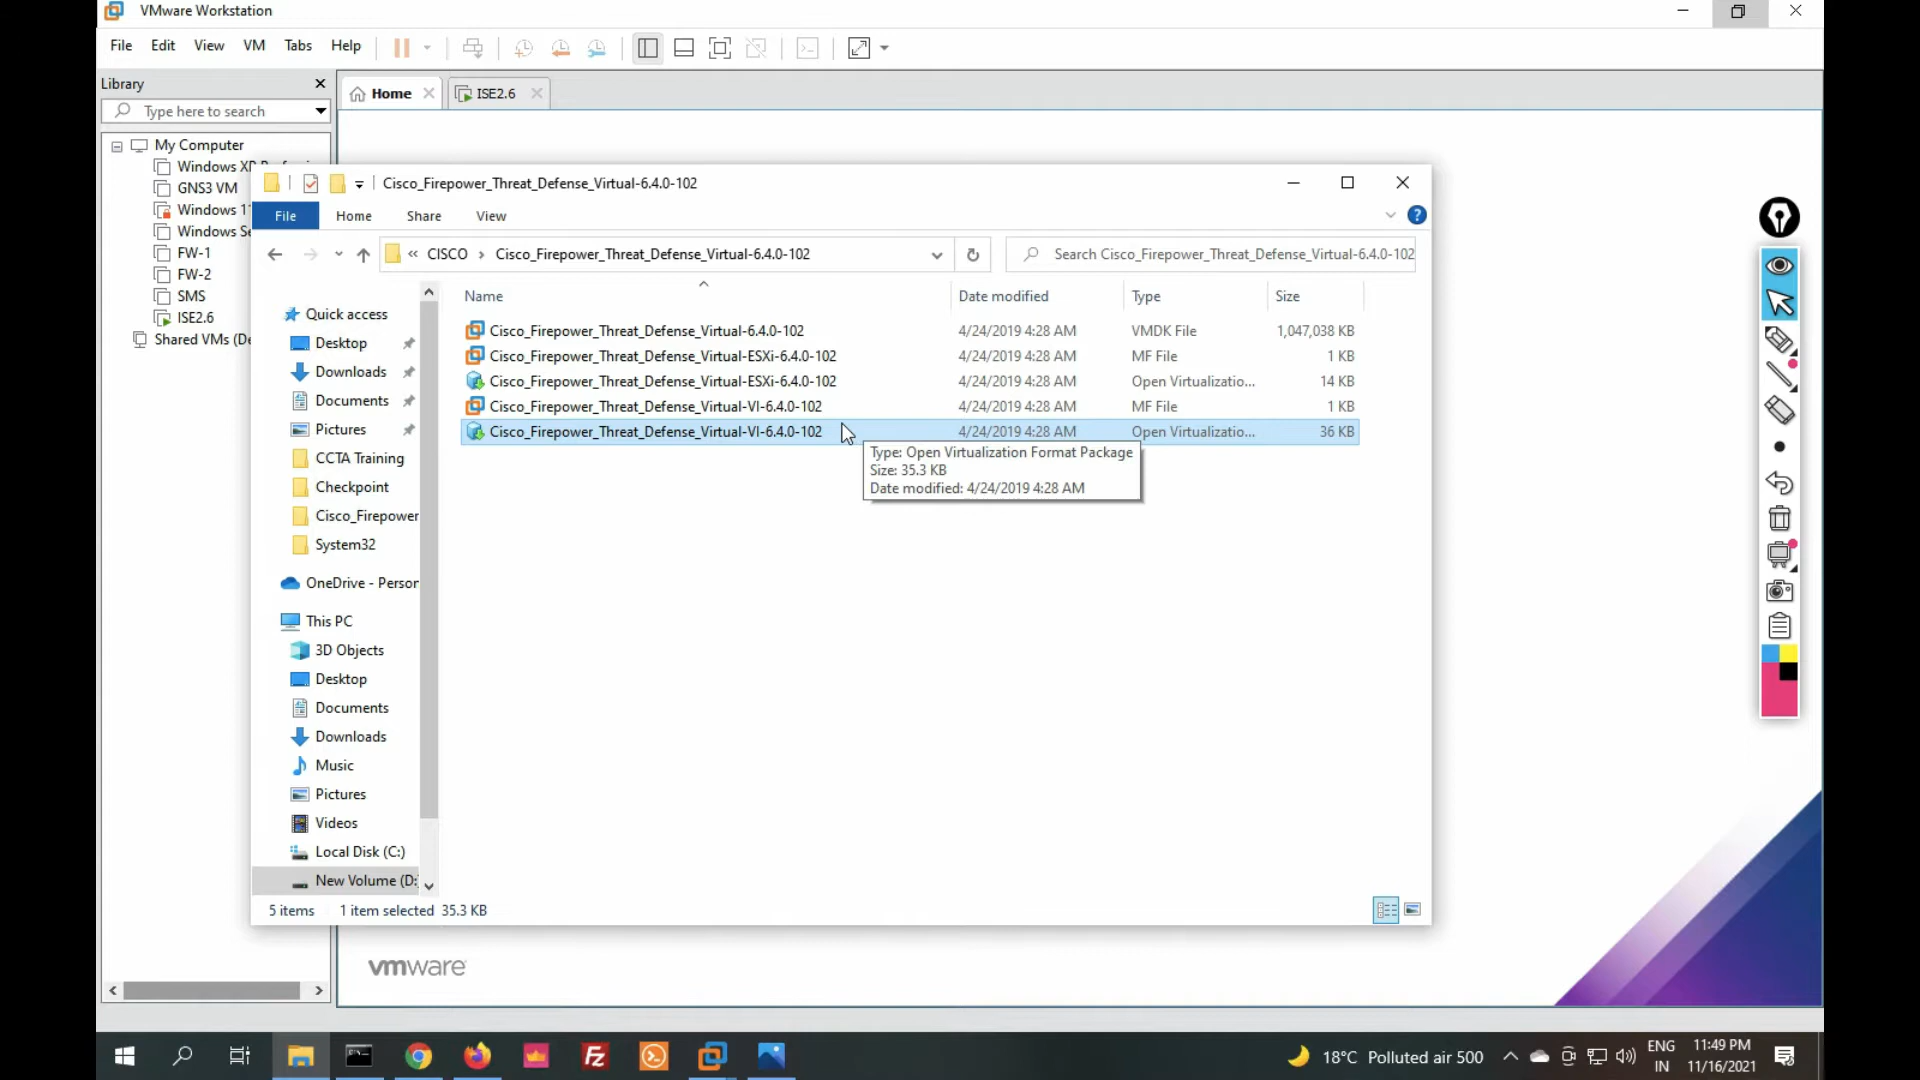 VMware Workstation
File Edit View VM Tabs Help
Library
Type here to search
Home
ISE2.6
My Computer
Windows XP
GNS3 VM
Windows 1
Windows Se
FW-1
FW-2
SMS
ISE2.6
Shared VMs (De
Cisco_Firepower_Threat_Defense_Virtual-6.4.0-102
File Home Share View
« CISCO > Cisco_Firepower_Threat_Defense_Virtual-6.4.0-102
Search Cisco_Firepower_Threat_Defense_Virtual-6.4.0-102
Name Date modified Type Size
Cisco_Firepower_Threat_Defense_Virtual-6.4.0-102 4/24/2019 4:28 AM VMDK File 1,047,038 KB
Cisco_Firepower_Threat_Defense_Virtual-ESXi-6.4.0-102 4/24/2019 4:28 AM MF File 1 KB
Cisco_Firepower_Threat_Defense_Virtual-ESXi-6.4.0-102 4/24/2019 4:28 AM Open Virtualizatio... 14 KB
Cisco_Firepower_Threat_Defense_Virtual-VI-6.4.0-102 4/24/2019 4:28 AM MF File 1 KB
Cisco_Firepower_Threat_Defense_Virtual-VI-6.4.0-102 4/24/2019 4:28 AM Open Virtualizatio... 36 KB
Type: Open Virtualization Format Package
Size: 35.3 KB
Date modified: 4/24/2019 4:28 AM
Quick access
Desktop
Downloads
Documents
Pictures
CCTA Training
Checkpoint
Cisco_Firepower
System32
OneDrive - Person
This PC
3D Objects
Desktop
Documents
Downloads
Music
Pictures
Videos
Local Disk (C:)
New Volume (D:
5 items 1 item selected 35.3 KB
vmware
18°C Polluted air 500
ENG
IN
11:49 PM
11/16/2021